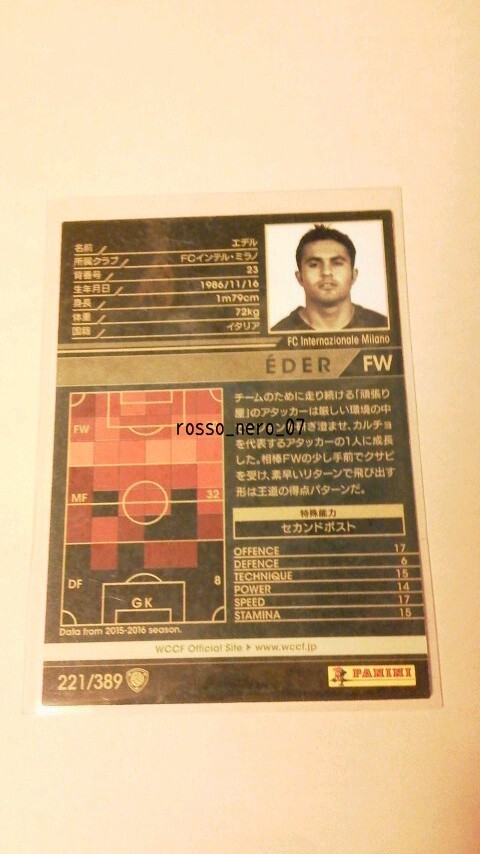 名前 エデル
所属クラブ FCインテル・ミラノ
背番号 23
生年月日 1986/11/16
身長 1m79cm
体重 72kg
国籍 イタリア
FC Internazionale Milano
ÉDER FW
チームのために走り続ける「頑張り
屋」のアタッカーは厳しい環境の中
ぎ澄ませ、カルチョ
を代表するアタッカーの1人に成長
した。相棒FWの少し手前でクサビ
を受け、素早いリターンで飛び出す
形は王道の得点パターンだ。
rosso_nero_07
特殊能力
セカンドポスト
OFFENCE 17
DEFENCE 6
TECHNIQUE 15
POWER 14
SPEED 17
STAMINA 15
FW
MF 32
DF 8
GK
Data from 2015-2016 season.
WCCF Official Site ▶ www.wccf.jp
221/389
PANINI